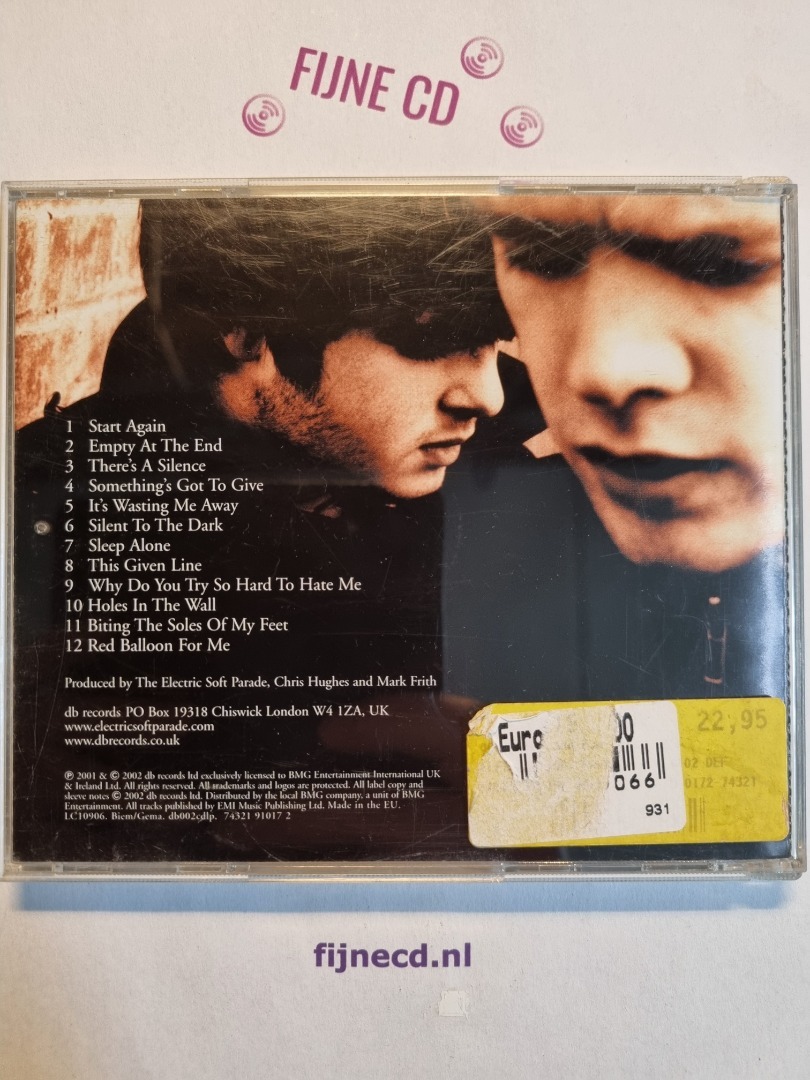 FIJNE CD
1 Start Again
2 Empty At The End
3 There's A Silence
4 Something's Got To Give
5 It's Wasting Me Away
6 Silent To The Dark
7 Sleep Alone
8 This Given Line
9 Why Do You Try So Hard To Hate Me
10 Holes In The Wall
11 Biting The Soles Of My Feet
12 Red Balloon For Me
Produced by The Electric Soft Parade, Chris Hughes and Mark Frith
db records PO Box 19318 Chiswick London W4 1ZA, UK
www.electricsoftparade.com
www.dbrecords.co.uk
℗ 2001 & © 2002 db records ltd exclusively licensed to BMG Entertainment International UK
& Ireland Ltd. All rights reserved. All trademarks and logos are protected. All label copy and
sleeve notes © 2002 db records ltd. Distributed by the local BMG company, a unit of BMG
Entertainment. All tracks published by EMI Music Publishing Ltd. Made in the EU.
LC10906. Biem/Gema. db002cdlp. 74321 91017 2
Euro
00
22,95
066
0172 74321
931
fijnecd.nl